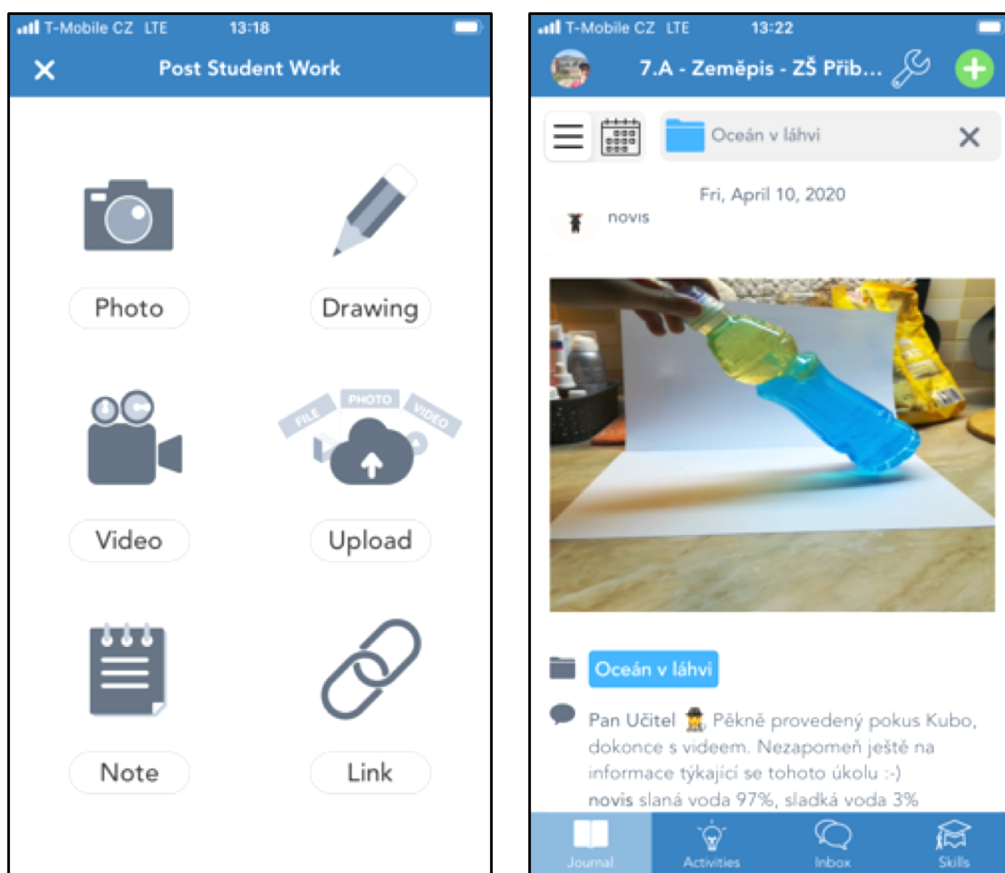 T-Mobile CZ LTE 13:18
Post Student Work
Photo Drawing
FILE PHOTO VIDEO
Video Upload
Note Link
T-Mobile CZ LTE 13:22
7.A - Zeměpis - ZŠ Přib...
Oceán v láhvi
Fri, April 10, 2020
novis
Oceán v láhvi
Pan Učitel Pěkně provedený pokus Kubo,
dokonce s videem. Nezapomeň ještě na
informace týkající se tohoto úkolu :-)
novis slaná voda 97%, sladká voda 3%
Journal Activities Inbox Skills